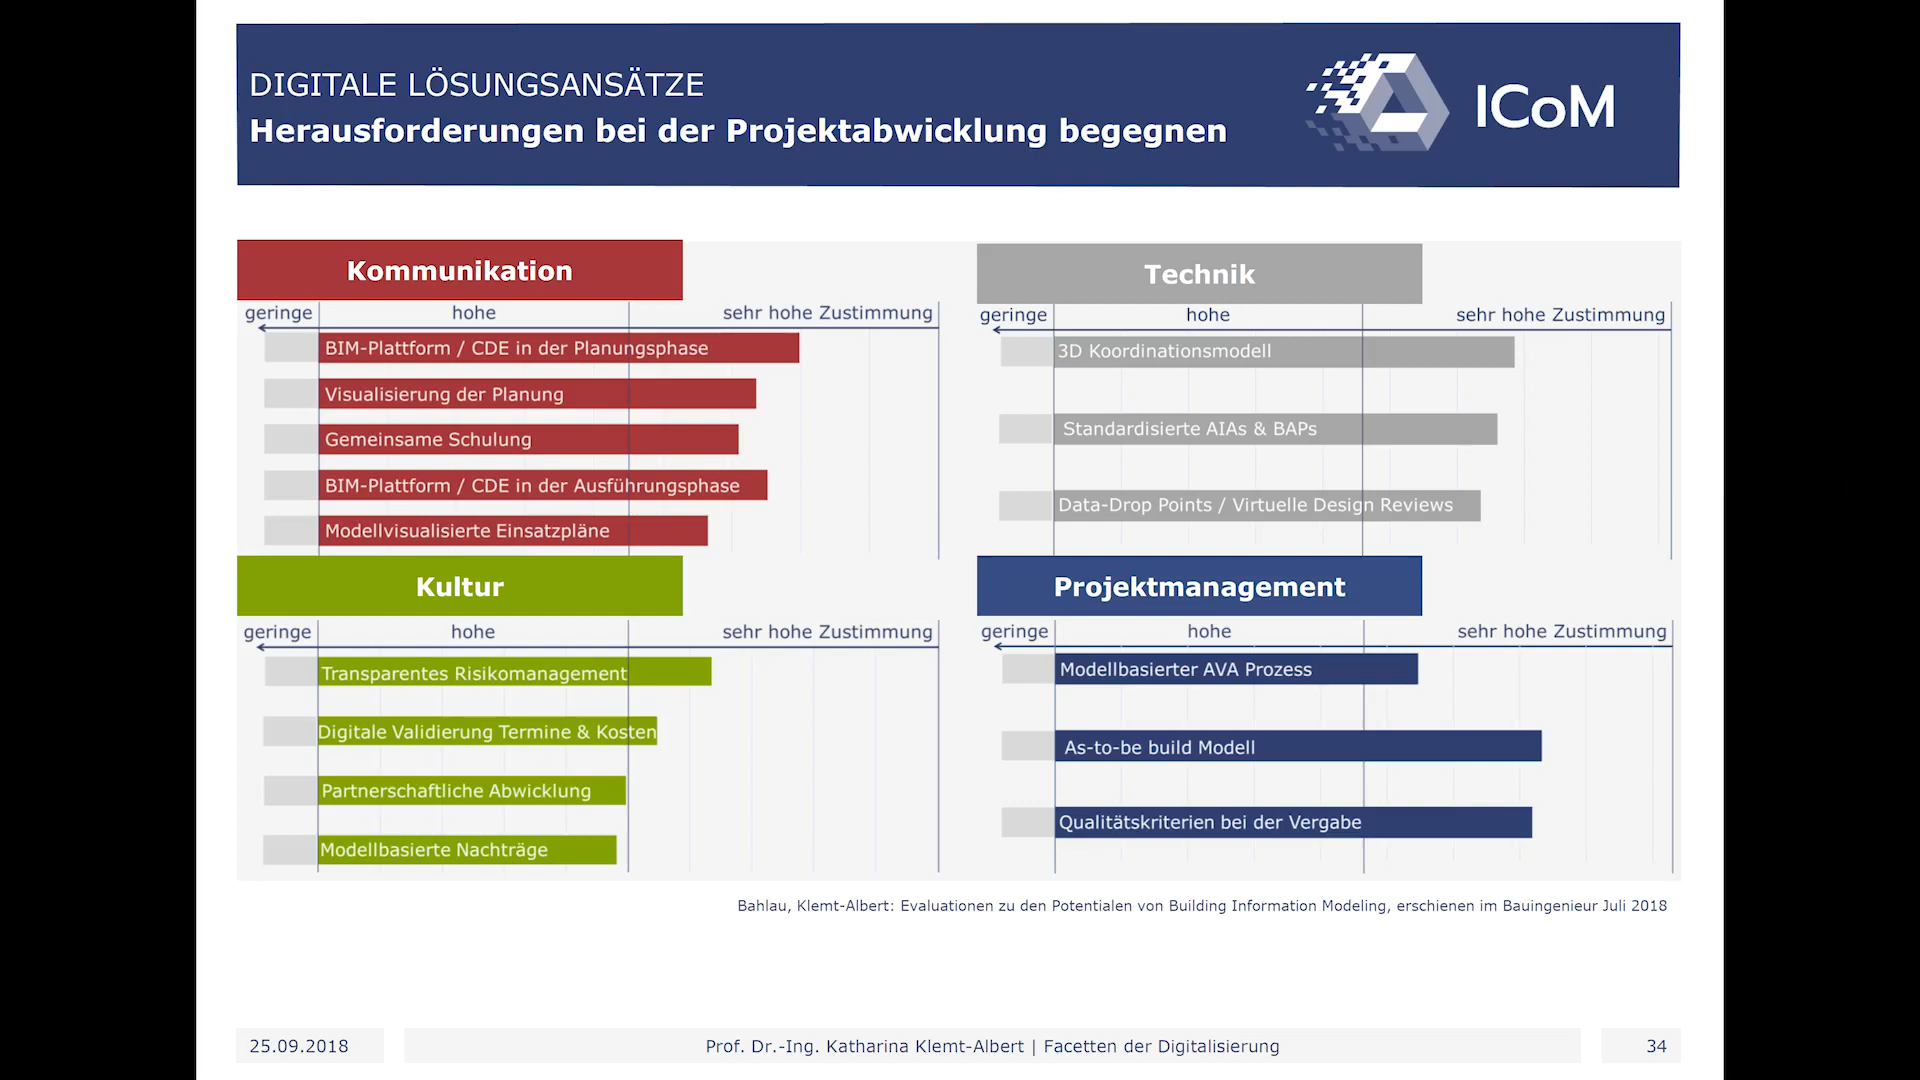 DIGITALE LÖSUNGSANSÄTZE
Herausforderungen bei der Projektabwicklung begegnen
ICoM
Kommunikation
geringe hohe sehr hohe Zustimmung
BIM-Plattform / CDE in der Planungsphase
Visualisierung der Planung
Gemeinsame Schulung
BIM-Plattform / CDE in der Ausführungsphase
Modellvisualisierte Einsatzpläne
Technik
geringe hohe sehr hohe Zustimmung
3D Koordinationsmodell
Standardisierte AIAs & BAPs
Data-Drop Points / Virtuelle Design Reviews
Kultur
geringe hohe sehr hohe Zustimmung
Transparentes Risikomanagement
Digitale Validierung Termine & Kosten
Partnerschaftliche Abwicklung
Modellbasierte Nachträge
Projektmanagement
geringe hohe sehr hohe Zustimmung
Modellbasierter AVA Prozess
As-to-be build Modell
Qualitätskriterien bei der Vergabe
Bahlau, Klemt-Albert: Evaluationen zu den Potentialen von Building Information Modeling, erschienen im Bauingenieur Juli 2018
25.09.2018
Prof. Dr.-Ing. Katharina Klemt-Albert | Facetten der Digitalisierung
34